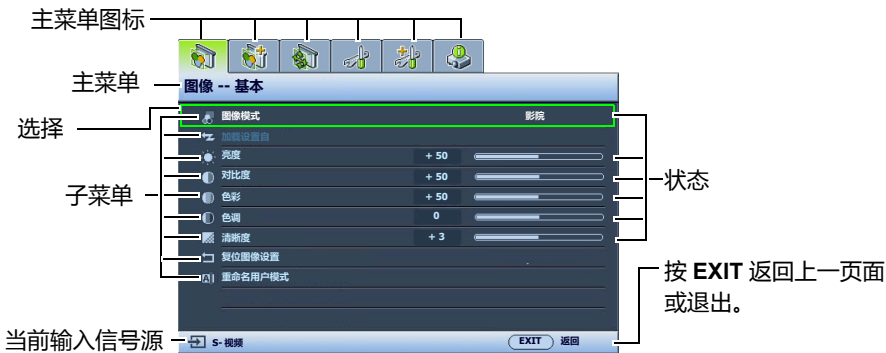 主菜单图标
主菜单
图像 -- 基本
选择
图像模式 影院
加载设置自
亮度 + 50
对比度 + 50
子菜单
状态
色彩 + 50
色调 0
清晰度 + 3
复位图像设置
重命名用户模式
按 EXIT 返回上一页面
或退出。
当前输入信号源
S- 视频
EXIT 返回